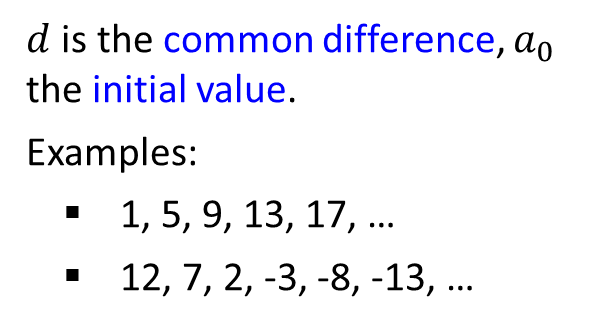 d is the common difference, a₀
the initial value.
Examples:
▪ 1, 5, 9, 13, 17, ...
▪ 12, 7, 2, -3, -8, -13, ...